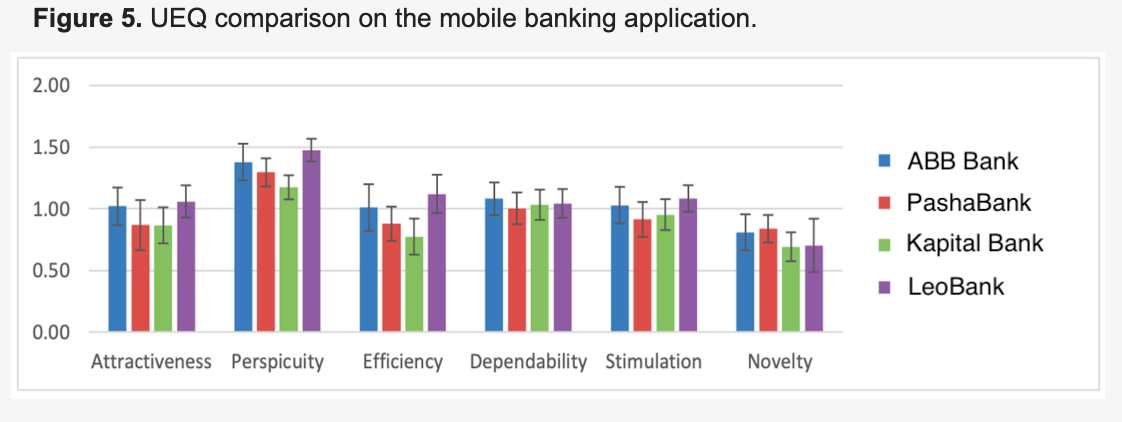 Figure 5. UEQ comparison on the mobile banking application.
2.00
1.50
1.00
0.50
0.00
Attractiveness Perspicuity Efficiency Dependability Stimulation Novelty
ABB Bank
PashaBank
Kapital Bank
LeoBank